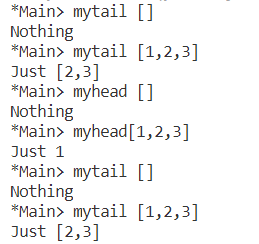 *Main> mytail []
Nothing
*Main> mytail [1,2,3]
Just [2,3]
*Main> myhead []
Nothing
*Main> myhead[1,2,3]
Just 1
*Main> mytail []
Nothing
*Main> mytail [1,2,3]
Just [2,3]